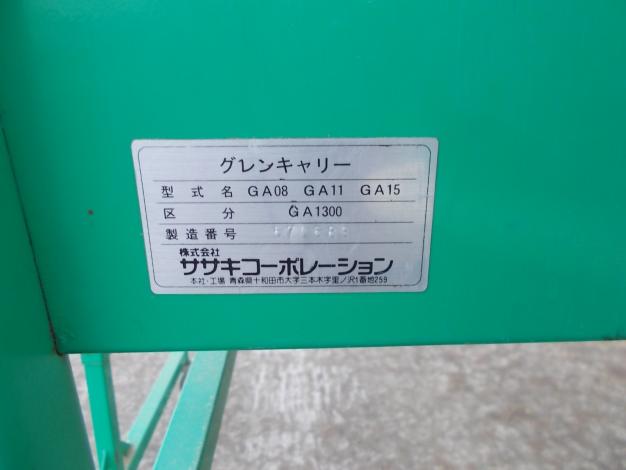 グレンキャリー
型式名 GA08 GA11 GA15
区分 GA1300
製造番号
株式会社
ササキコーポレーション
本社・工場 青森県十和田市大字三本木字里ノ沢1番地259